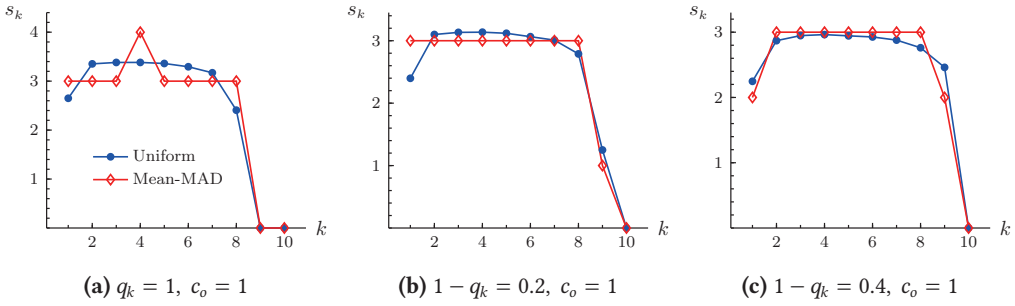 s_k
4
3
2
1
Uniform
Mean-MAD
2 4 6 8 10 k
(a) q_k = 1, c_o = 1
s_k
3
2
1
2 4 6 8 10 k
(b) 1 − q_k = 0.2, c_o = 1
s_k
3
2
1
2 4 6 8 10 k
(c) 1 − q_k = 0.4, c_o = 1